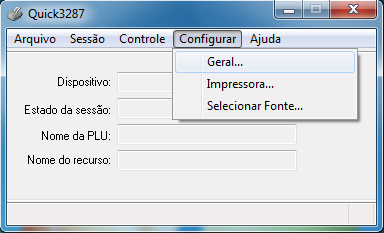 Quick3287
Arquivo Sessão Controle Configurar Ajuda
Geral...
Impressora...
Selecionar Fonte...
Dispositivo:
Estado da sessão:
Nome da PLU:
Nome do recurso: